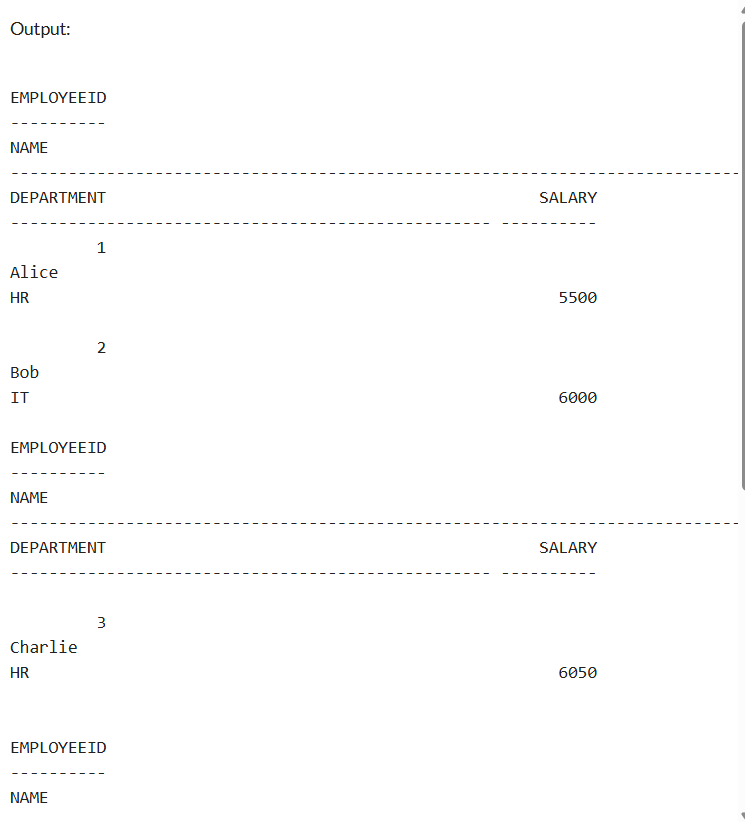 Output:
EMPLOYEEID
----------
NAME
----------------------------------------------------------------------------
DEPARTMENT                                             SALARY
-------------------------------------------------- ----------
         1
Alice
HR                                                       5500
         2
Bob
IT                                                       6000
EMPLOYEEID
----------
NAME
----------------------------------------------------------------------------
DEPARTMENT                                             SALARY
-------------------------------------------------- ----------
         3
Charlie
HR                                                       6050
EMPLOYEEID
----------
NAME